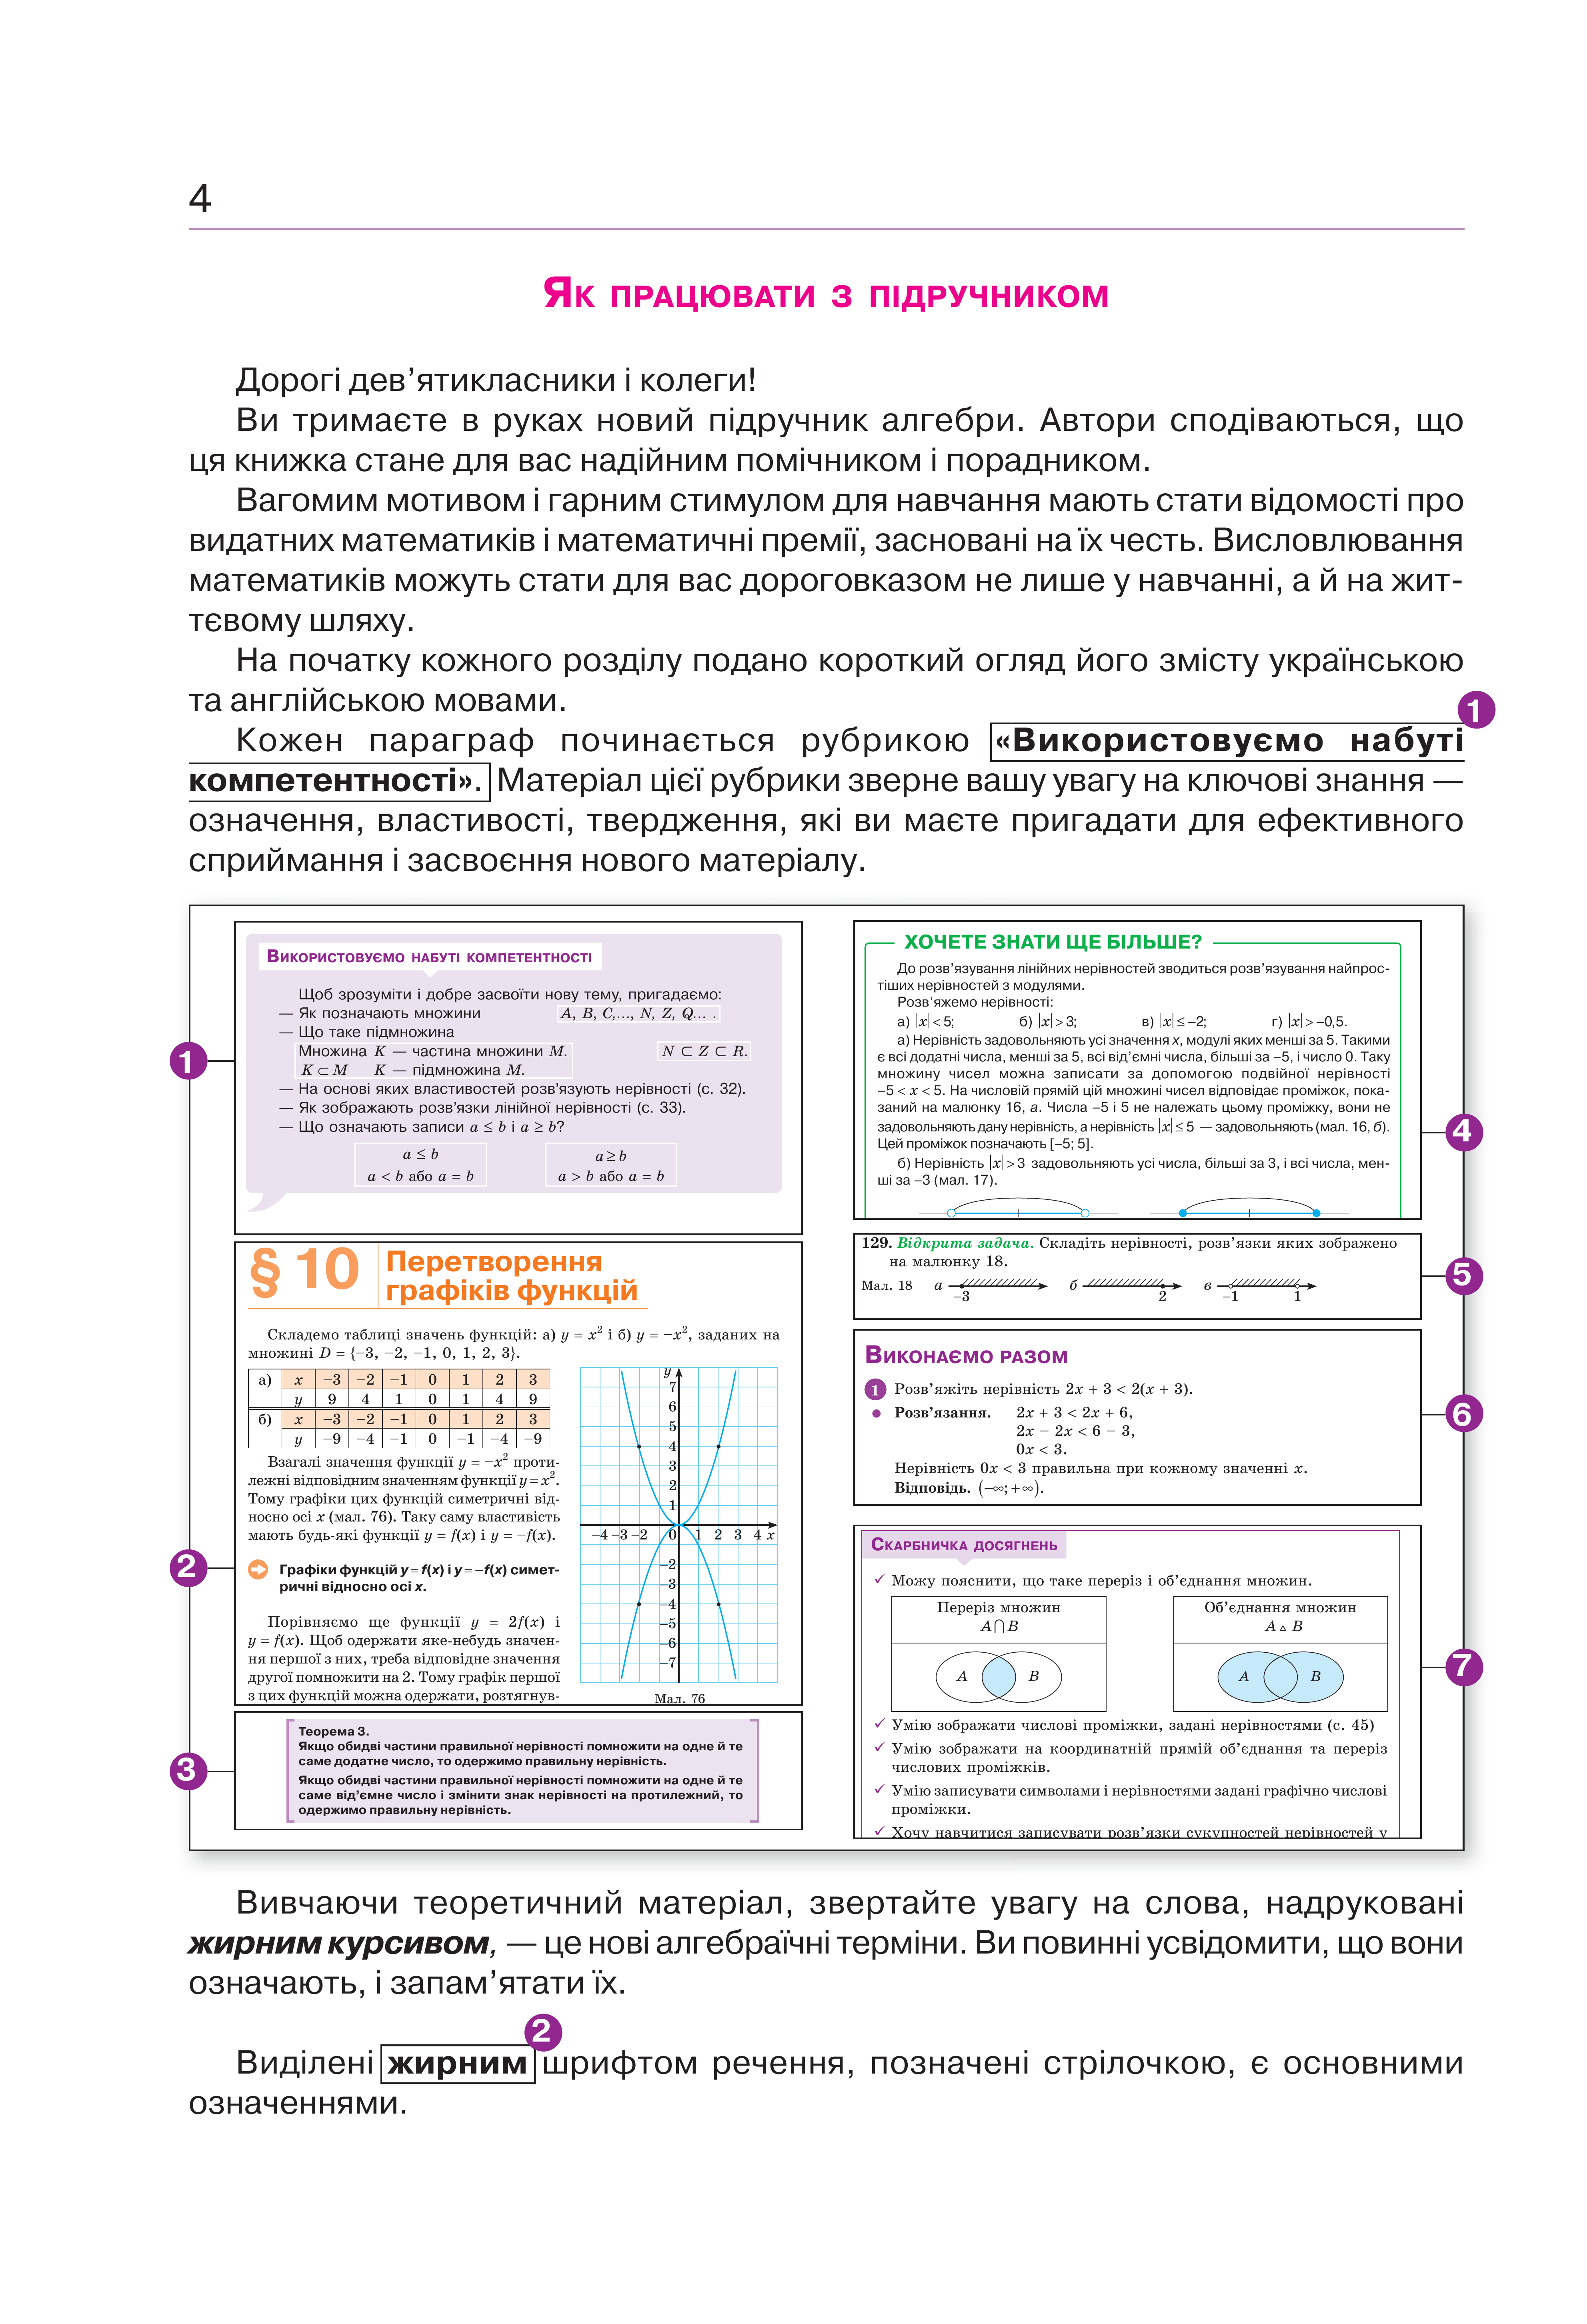 4
Як працювати з підручником
Дорогі дев’ятикласники і колеги!
Ви тримаєте в руках новий підручник алгебри. Автори сподіваються, що
ця книжка стане для вас надійним помічником і порадником.
Вагомим мотивом і гарним стимулом для навчання мають стати відомості про
видатних математиків і математичні премії, засновані на їх честь. Висловлювання
математиків можуть стати для вас дороговказом не лише у навчанні, а й на жит-
тєвому шляху.
На початку кожного розділу подано короткий огляд його змісту українською
та англійською мовами.
1
Кожен параграф починається рубрикою «Використовуємо набуті
компетентності». Матеріал цієї рубрики зверне вашу увагу на ключові знання —
означення, властивості, твердження, які ви маєте пригадати для ефективного
сприймання і засвоєння нового матеріалу.
1
Використовуємо набуті компетентності
Щоб зрозуміти і добре засвоїти нову тему, пригадаємо:
— Як позначають множини A, B, C,..., N, Z, Q... .
— Що таке підмножина
Множина K — частина множини M. N ⊂ Z ⊂ R.
K ⊂ M K — підмножина M.
— На основі яких властивостей розв’язують нерівності (с. 32).
— Як зображають розв’язки лінійної нерівності (с. 33).
— Що означають записи a ≤ b і a ≥ b?
a ≤ b a ≥ b
a < b або a = b a > b або a = b
2
§ 10 Перетворення
графіків функцій
Складемо таблиці значень функцій: а) y = x² і б) y = −x², заданих на
множині D = {−3, −2, −1, 0, 1, 2, 3}.
а) x −3 −2 −1 0 1 2 3
y 9 4 1 0 1 4 9
б) x −3 −2 −1 0 1 2 3
y −9 −4 −1 0 −1 −4 −9
Взагалі значення функції y = −x² проти-
лежні відповідним значенням функції y = x².
Тому графіки цих функцій симетричні від-
носно осі x (мал. 76). Таку саму властивість
мають будь-які функції y = f(x) і y = −f(x).
Графіки функцій y = f(x) і y = −f(x) симет-
ричні відносно осі x.
Порівняємо ще функції y = 2f(x) і
y = f(x). Щоб одержати яке-небудь значен-
ня першої з них, треба відповідне значення
другої помножити на 2. Тому графік першої
з цих функцій можна одержати, розтягнув-
y
7
6
5
4
3
2
1
−4 −3 −2 0 1 2 3 4 x
−2
−3
−4
−5
−6
−7
Мал. 76
3
Теорема 3.
Якщо обидві частини правильної нерівності помножити на одне й те
саме додатне число, то одержимо правильну нерівність.
Якщо обидві частини правильної нерівності помножити на одне й те
саме від’ємне число і змінити знак нерівності на протилежний, то
одержимо правильну нерівність.
4
ХОЧЕТЕ ЗНАТИ ЩЕ БІЛЬШЕ?
До розв’язування лінійних нерівностей зводиться розв’язування найпрос-
тіших нерівностей з модулями.
Розв’яжемо нерівності:
а) |x| < 5; б) |x| > 3; в) |x| ≤ −2; г) |x| > −0,5.
а) Нерівність задовольняють усі значення x, модулі яких менші за 5. Такими
є всі додатні числа, менші за 5, всі від’ємні числа, більші за −5, і число 0. Таку
множину чисел можна записати за допомогою подвійної нерівності
−5 < x < 5. На числовій прямій цій множині чисел відповідає проміжок, пока-
заний на малюнку 16, а. Числа −5 і 5 не належать цьому проміжку, вони не
задовольняють дану нерівність, а нерівність |x| ≤ 5 — задовольняють (мал. 16, б).
Цей проміжок позначають [−5; 5].
б) Нерівність |x| > 3 задовольняють усі числа, більші за 3, і всі числа, мен-
ші за −3 (мал. 17).
5
129. Відкрита задача. Складіть нерівності, розв’язки яких зображено
на малюнку 18.
Мал. 18 а б в
−3 2 −1 1
6
Виконаємо разом
1 Розв’яжіть нерівність 2x + 3 < 2(x + 3).
• Розв’язання. 2x + 3 < 2x + 6,
2x − 2x < 6 − 3,
0x < 3.
Нерівність 0x < 3 правильна при кожному значенні x.
Відповідь. (−∞; +∞).
7
Скарбничка досягнень
✓ Можу пояснити, що таке переріз і об’єднання множин.
Переріз множин Об’єднання множин
A ⋂ B A ▵ B
A B A B
✓ Умію зображати числові проміжки, задані нерівностями (с. 45)
✓ Умію зображати на координатній прямій об’єднання та переріз
числових проміжків.
✓ Умію записувати символами і нерівностями задані графічно числові
проміжки.
✓ Хочу навчитися записувати розв’язки сукупностей нерівностей у
Вивчаючи теоретичний матеріал, звертайте увагу на слова, надруковані
жирним курсивом, — це нові алгебраїчні терміни. Ви повинні усвідомити, що вони
означають, і запам’ятати їх.
2
Виділені жирним шрифтом речення, позначені стрілочкою, є основними
означеннями.